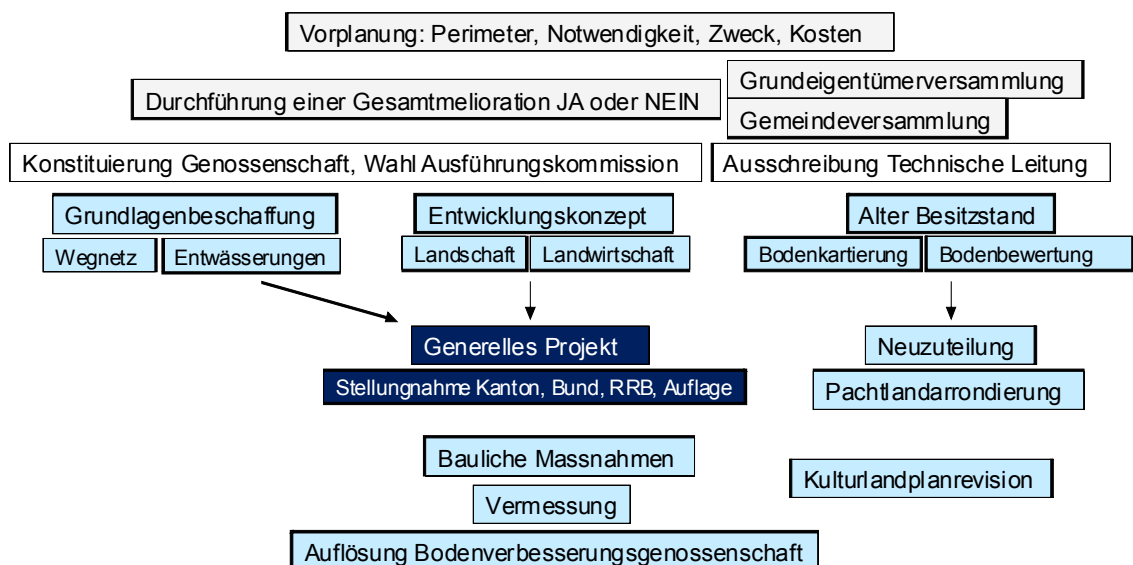 Vorplanung: Perimeter, Notwendigkeit, Zweck, Kosten
Durchführung einer Gesamtmelioration JA oder NEIN
Grundeigentümerversammlung
Gemeindeversammlung
Konstituierung Genossenschaft, Wahl Ausführungskommission
Ausschreibung Technische Leitung
Grundlagenbeschaffung
Wegnetz
Entwässerungen
Entwicklungskonzept
Landschaft
Landwirtschaft
Alter Besitzstand
Bodenkartierung
Bodenbewertung
Generelles Projekt
Stellungnahme Kanton, Bund, RRB, Auflage
Neuzuteilung
Pachtlandarrondierung
Bauliche Massnahmen
Kulturlandplanrevision
Vermessung
Auflösung Bodenverbesserungsgenossenschaft